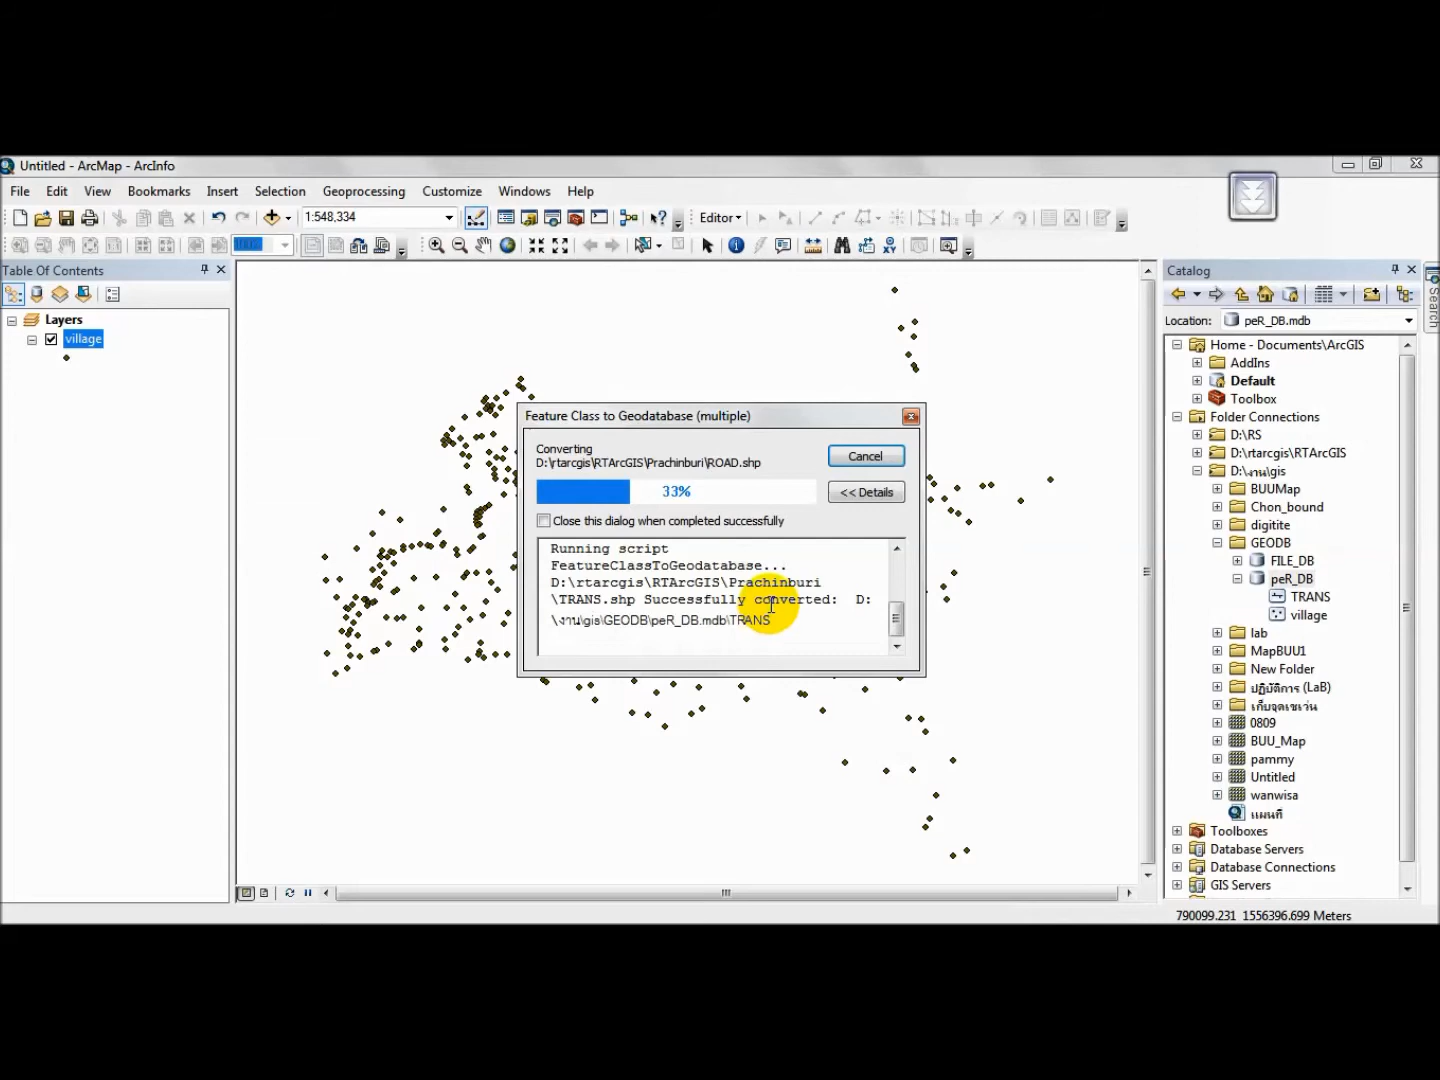 Untitled - ArcMap - ArcInfo
File Edit View Bookmarks Insert Selection Geoprocessing Customize Windows Help
1:548,334
Editor
100%
Table Of Contents
Layers
village
Feature Class to Geodatabase (multiple)
Converting
D:\rtarcgis\RTArcGIS\Prachinburi\ROAD.shp
Cancel
33%
<< Details
Close this dialog when completed successfully
Running script
FeatureClassToGeodatabase...
D:\rtarcgis\RTArcGIS\Prachinburi
\TRANS.shp Successfully converted:  D:
\งาน\gis\GEODB\peR_DB.mdb\TRANS
Catalog
Location: peR_DB.mdb
Home - Documents\ArcGIS
AddIns
Default
Toolbox
Folder Connections
D:\RS
D:\rtarcgis\RTArcGIS
D:\งาน\gis
BUUMap
Chon_bound
digitite
GEODB
FILE_DB
peR_DB
TRANS
village
lab
MapBUU1
New Folder
ปฏิบัติการ (LaB)
เก็บจุดเซเว่น
0809
BUU_Map
pammy
Untitled
wanwisa
แผนที่
Toolboxes
Database Servers
Database Connections
GIS Servers
Search
790099.231 1556396.699 Meters